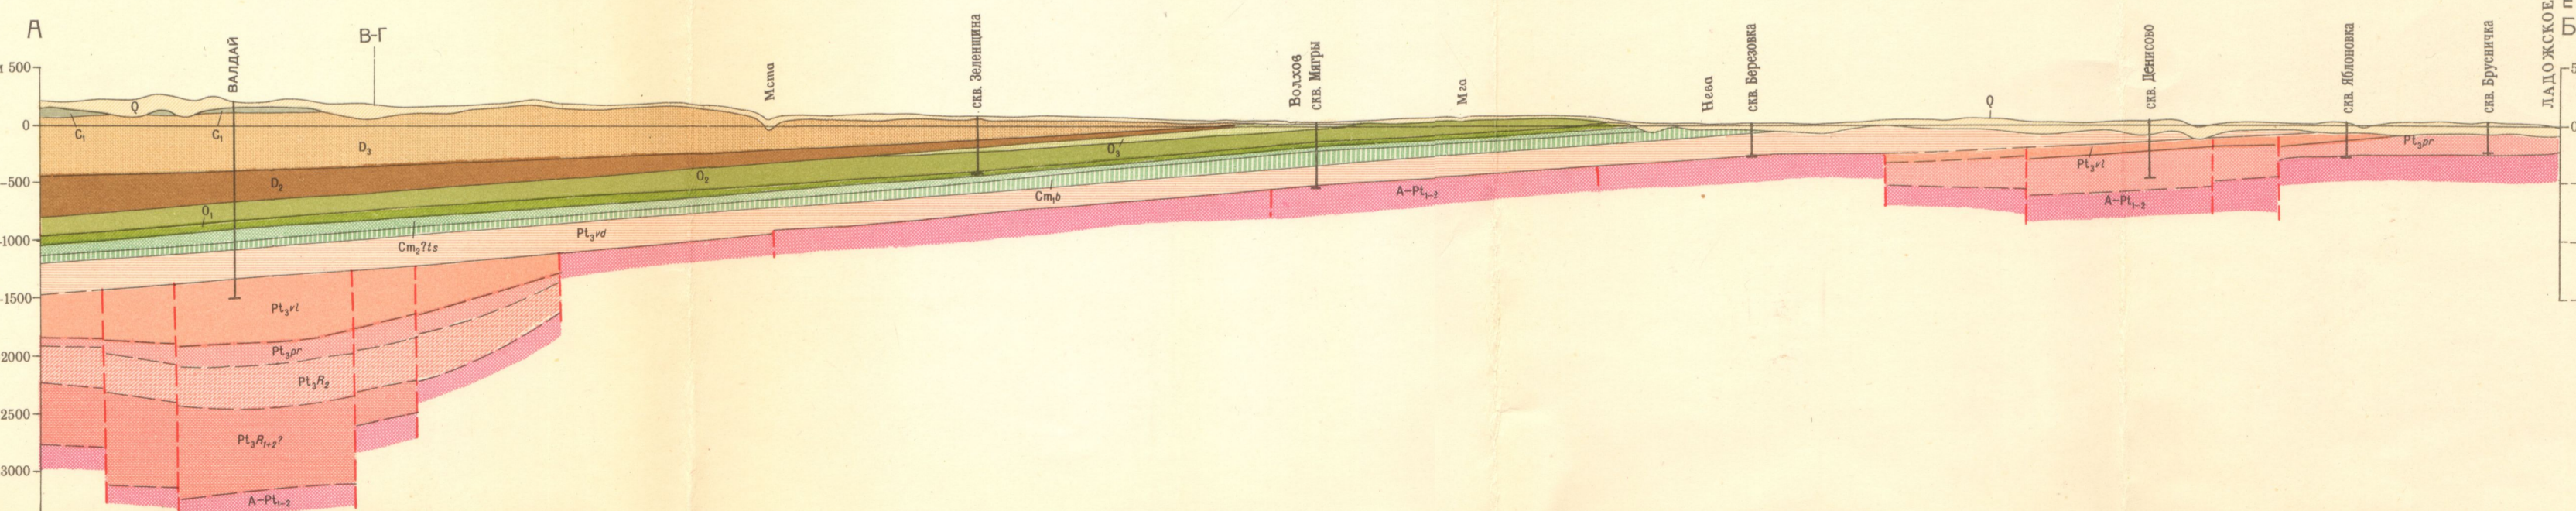 А
В-Г
ВАЛДАЙ
Мста
скв. Зеленщина
Волхов
скв. Мягры
Мга
Нева
скв. Березовка
Q
скв. Денисово
скв. Яблоновка
скв. Брусничка
ЛАДОЖСКОЕ
Б
500
0
-500
-1000
-1500
2000
2500
3000
Q
C₁
C₁
D₃
D₂
O₁
O₂
O₃
Cm₁b
Cm₂?ts
Pt₃vd
Pt₃vl
Pt₃pr
Pt₃R₂
Pt₃R₁₊₂?
A–Pt₁₋₂
A–Pt₁₋₂
Pt₃vl
A–Pt₁₋₂
Pt₃pr